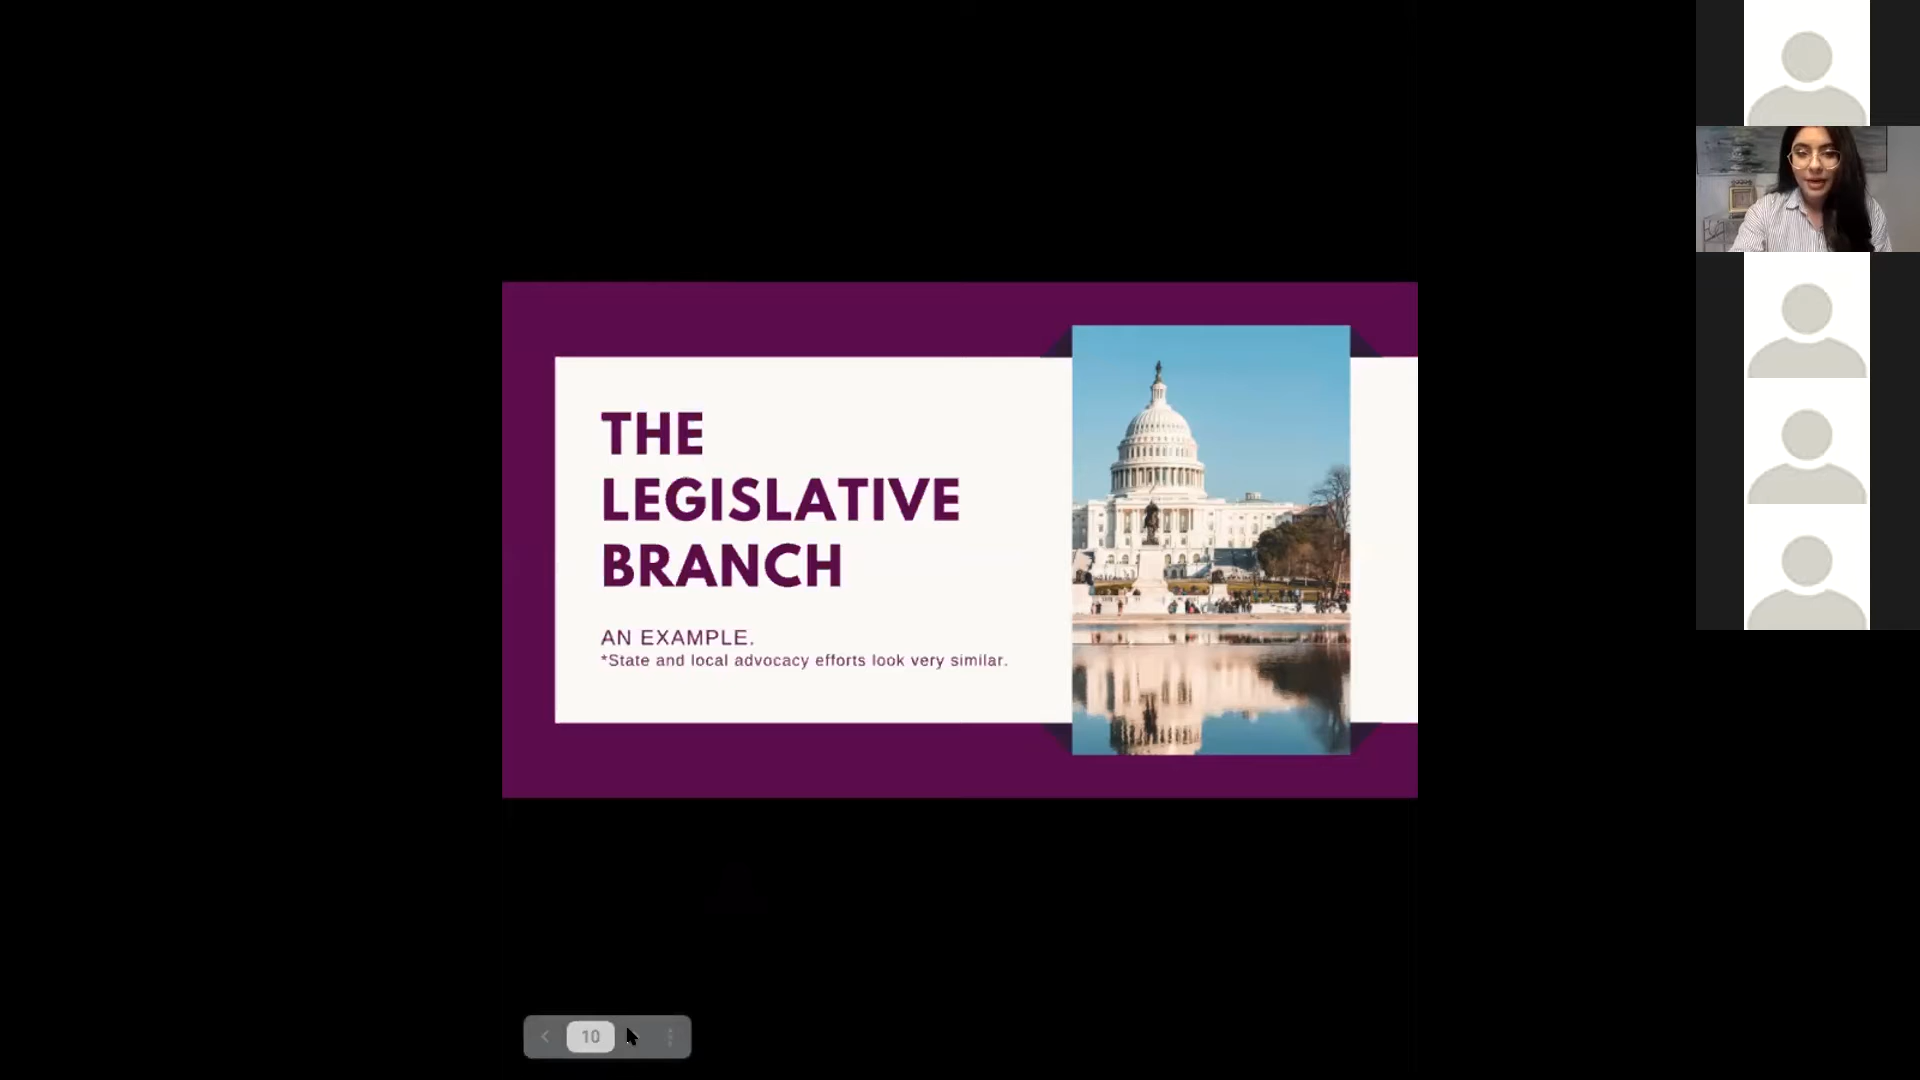 THE
LEGISLATIVE
BRANCH
AN EXAMPLE.
*State and local advocacy efforts look very similar.
10